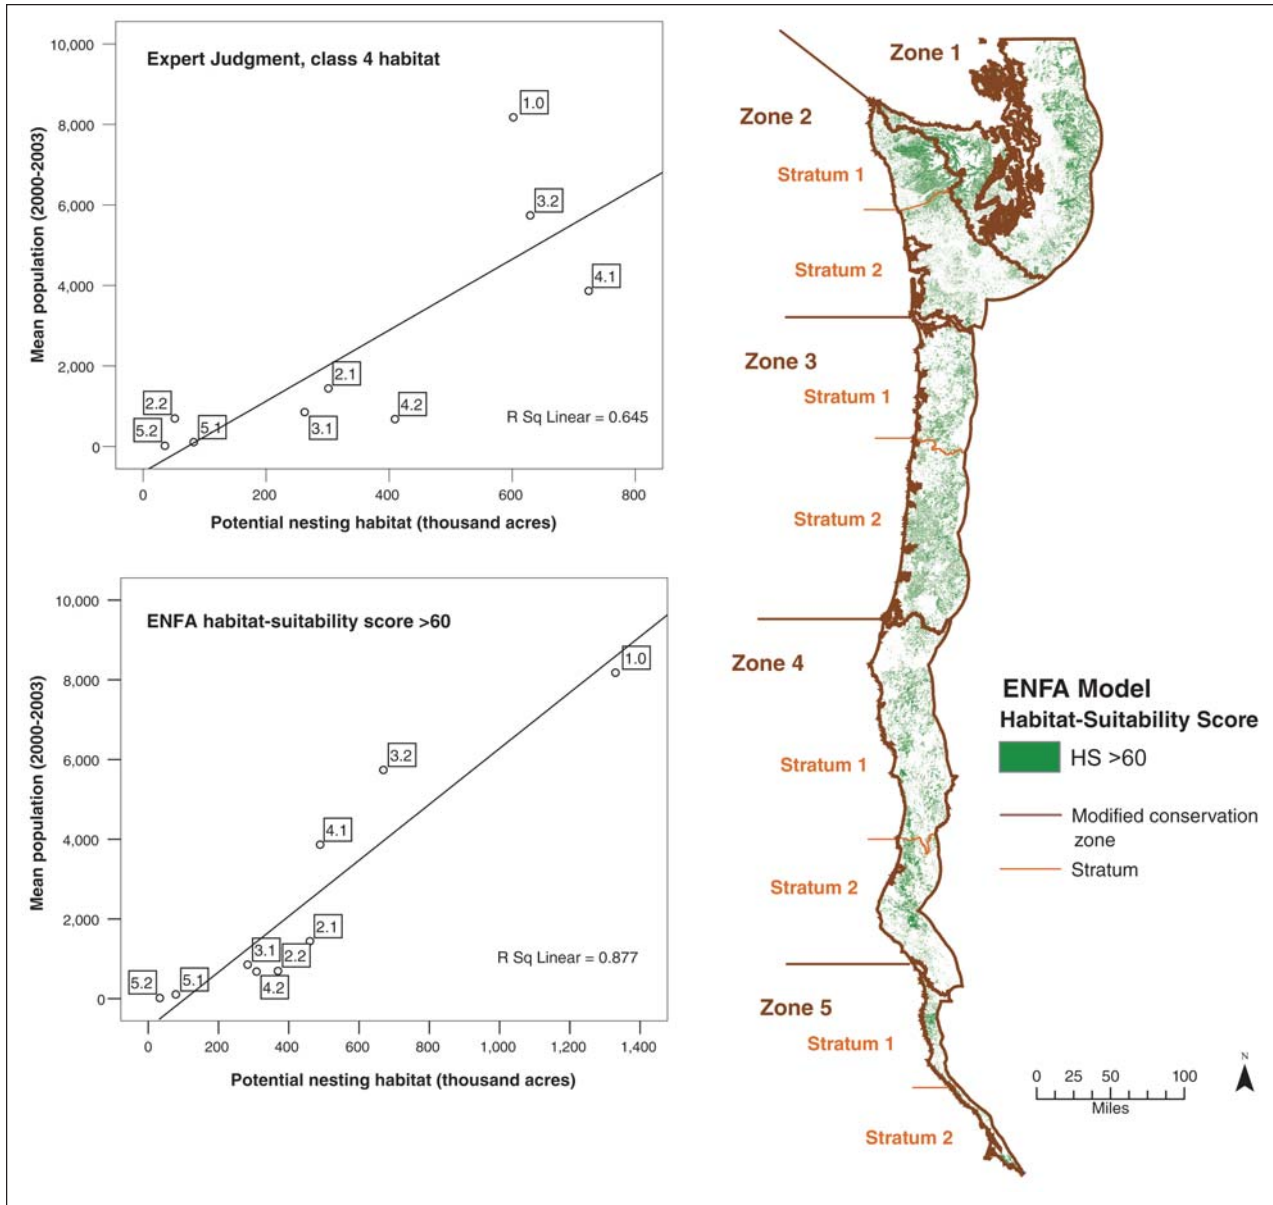 Expert Judgment, class 4 habitat
10,000
8,000
6,000
4,000
2,000
0
Mean population (2000-2003)
1.0
3.2
4.1
2.1
4.2
3.1
2.2
5.2
5.1
R Sq Linear = 0.645
0 200 400 600 800
Potential nesting habitat (thousand acres)
ENFA habitat-suitability score >60
10,000
8,000
6,000
4,000
2,000
0
Mean population (2000-2003)
1.0
3.2
4.1
2.1
3.1
2.2
4.2
5.2
5.1
R Sq Linear = 0.877
0 200 400 600 800 1,000 1,200 1,400
Potential nesting habitat (thousand acres)
Zone 1
Zone 2
Stratum 1
Stratum 2
Zone 3
Stratum 1
Stratum 2
Zone 4
Stratum 1
Stratum 2
Zone 5
Stratum 1
Stratum 2
ENFA Model
Habitat-Suitability Score
HS >60
Modified conservation
zone
Stratum
N
0 25 50 100
Miles